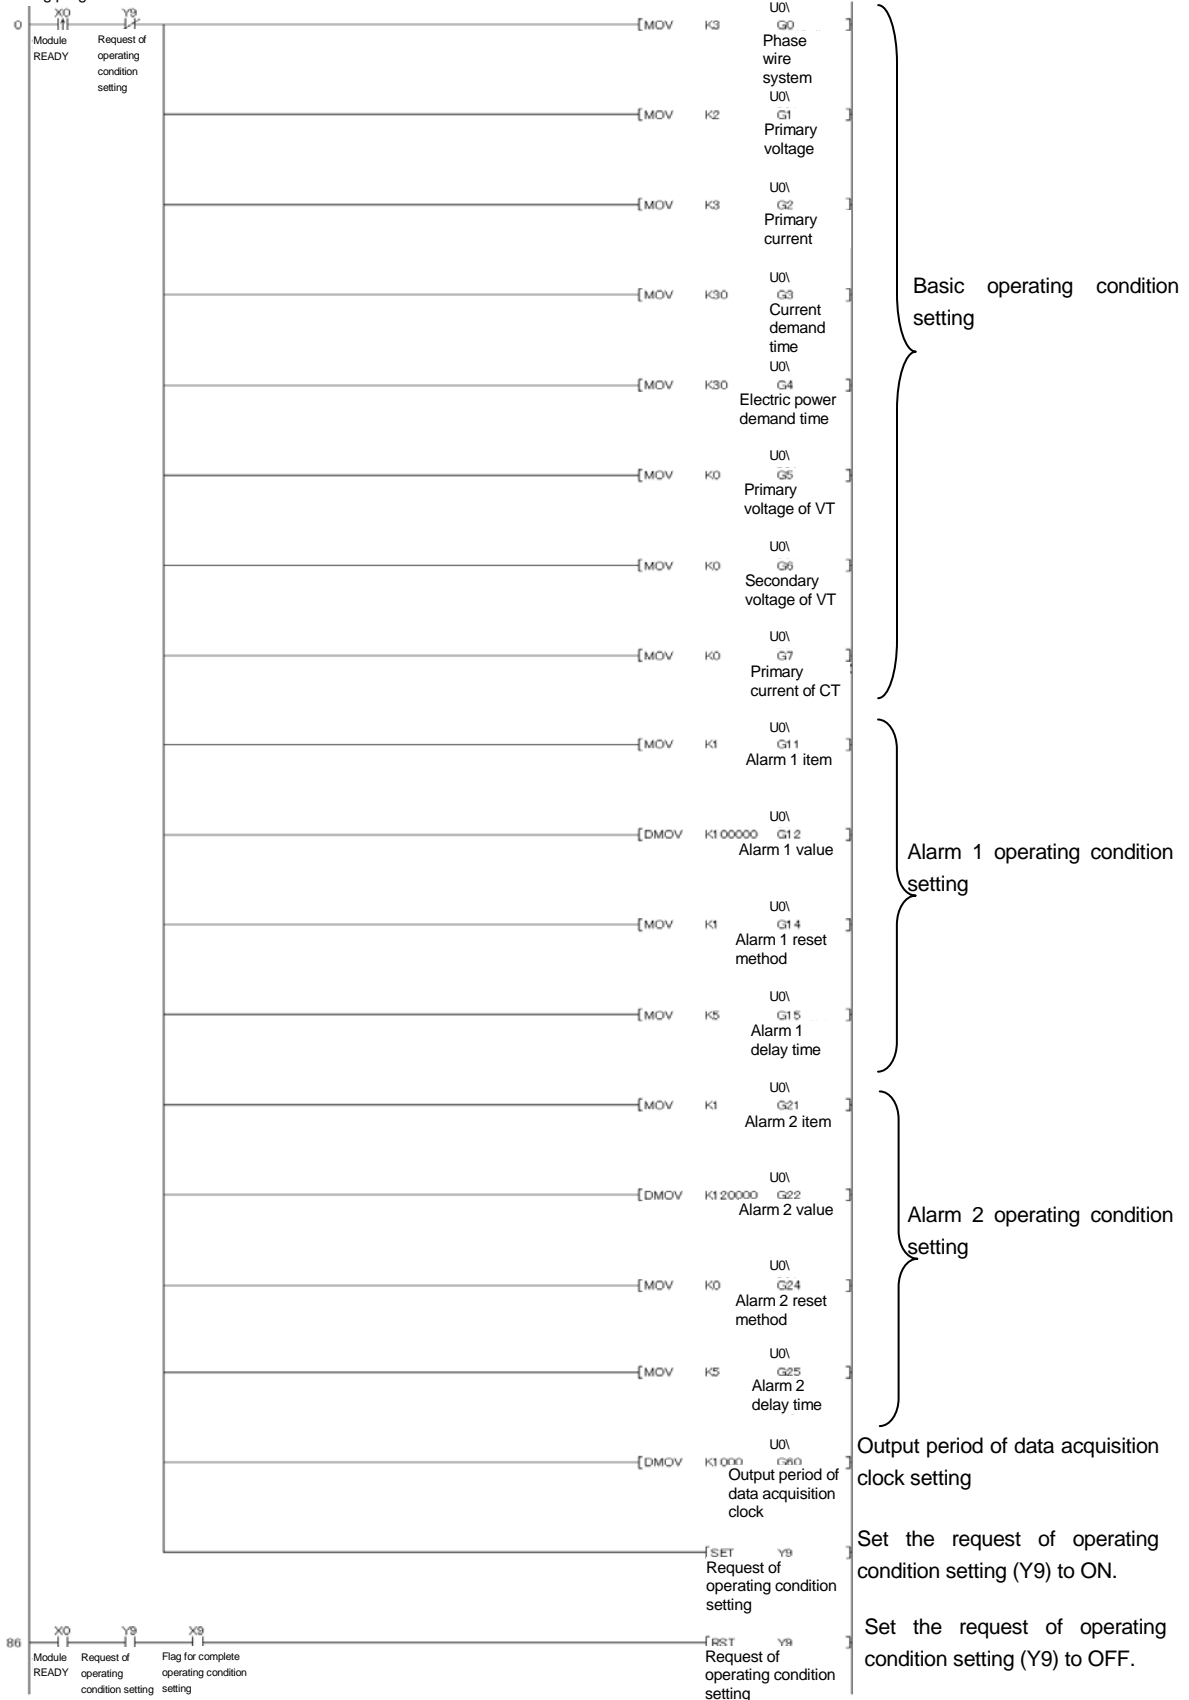 X0 Y9 U0\
0 [MOV K3 G0 ]
Module READY
Request of operating condition setting
Phase wire system
U0\
[MOV K2 G1 ]
Primary voltage
U0\
[MOV K3 G2 ]
Primary current
U0\
[MOV K30 G3 ]
Current demand time
Basic operating condition setting
U0\
[MOV K30 G4 ]
Electric power demand time
U0\
[MOV K0 G5 ]
Primary voltage of VT
U0\
[MOV K0 G6 ]
Secondary voltage of VT
U0\
[MOV K0 G7 ]
Primary current of CT
U0\
[MOV K1 G11 ]
Alarm 1 item
U0\
[DMOV K100000 G12 ]
Alarm 1 value
Alarm 1 operating condition setting
U0\
[MOV K1 G14 ]
Alarm 1 reset method
U0\
[MOV K5 G15 ]
Alarm 1 delay time
U0\
[MOV K1 G21 ]
Alarm 2 item
U0\
[DMOV K120000 G22 ]
Alarm 2 value
Alarm 2 operating condition setting
U0\
[MOV K0 G24 ]
Alarm 2 reset method
U0\
[MOV K5 G25 ]
Alarm 2 delay time
U0\
[DMOV K1000 G60 ]
Output period of data acquisition clock
Output period of data acquisition clock setting
[SET Y9 ]
Request of operating condition setting
Set the request of operating condition setting (Y9) to ON.
X0 Y9 X9
86 [RST Y9 ]
Module READY
Request of operating condition setting
Flag for complete operating condition setting
Request of operating condition setting
Set the request of operating condition setting (Y9) to OFF.